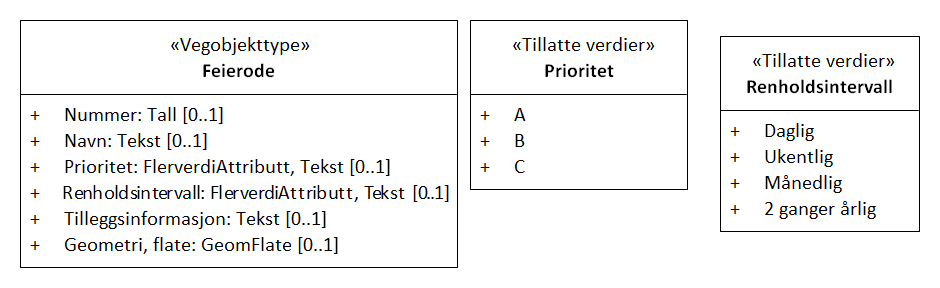 «Vegobjekttype»
Feierode
+ Nummer: Tall [0..1]
+ Navn: Tekst [0..1]
+ Prioritet: FlerverdiAttributt, Tekst [0..1]
+ Renholdsintervall: FlerverdiAttributt, Tekst [0..1]
+ Tilleggsinformasjon: Tekst [0..1]
+ Geometri, flate: GeomFlate [0..1]
«Tillatte verdier»
Prioritet
+ A
+ B
+ C
«Tillatte verdier»
Renholdsintervall
+ Daglig
+ Ukentlig
+ Månedlig
+ 2 ganger årlig